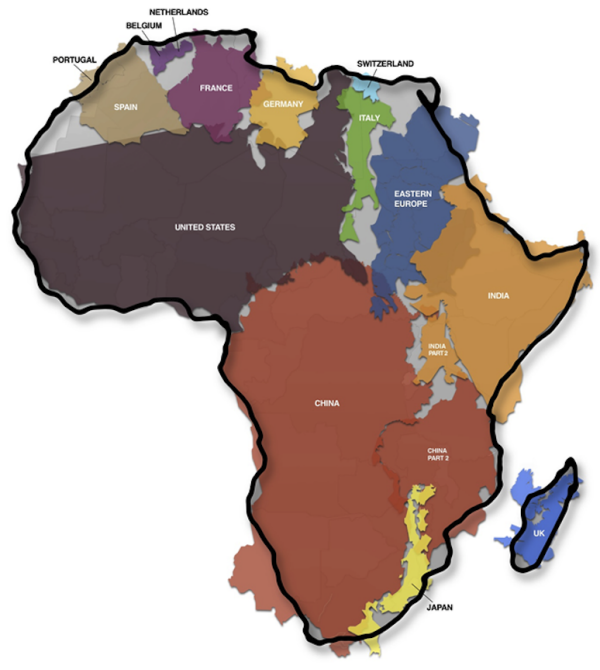 NETHERLANDS
BELGIUM
PORTUGAL
SWITZERLAND
FRANCE
SPAIN
GERMANY
ITALY
EASTERN
EUROPE
UNITED STATES
INDIA
INDIA
PART 2
CHINA
CHINA
PART 2
UK
JAPAN